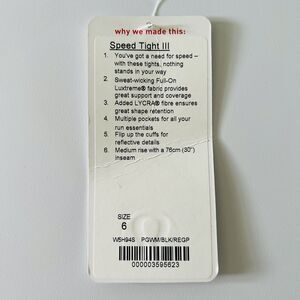 why we made this:
Speed Tight III
1. You've got a need for speed –
with these tights, nothing
stands in your way
2. Sweat-wicking Full-On
Luxtreme® fabric provides
great support and coverage
3. Added LYCRA® fibre ensures
great shape retention
4. Multiple pockets for all your
run essentials
5. Flip up the cuffs for
reflective details
6. Medium rise with a 76cm (30")
inseam
SIZE
6
W5H94S PGWM/BLK/REGP
000003595623